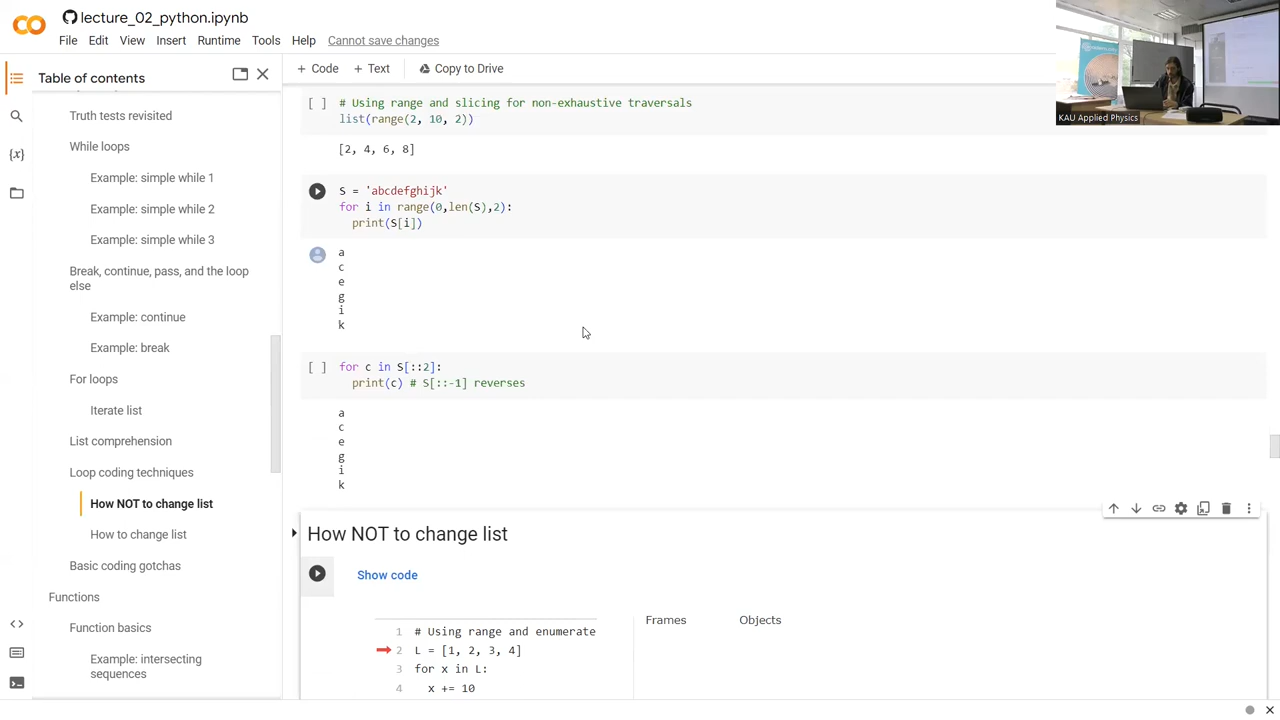 lecture_02_python.ipynb
File Edit View Insert Runtime Tools Help Cannot save changes
Table of contents
+ Code + Text Copy to Drive
Truth tests revisited
While loops
Example: simple while 1
Example: simple while 2
Example: simple while 3
Break, continue, pass, and the loop
else
Example: continue
Example: break
For loops
Iterate list
List comprehension
Loop coding techniques
How NOT to change list
How to change list
Basic coding gotchas
Functions
Function basics
Example: intersecting
sequences
[ ] # Using range and slicing for non-exhaustive traversals
list(range(2, 10, 2))
[2, 4, 6, 8]
S = 'abcdefghijk'
for i in range(0,len(S),2):
print(S[i])
a
c
e
g
i
k
[ ] for c in S[::2]:
print(c) # S[::-1] reverses
a
c
e
g
i
k
How NOT to change list
Show code
1 # Using range and enumerate
2 L = [1, 2, 3, 4]
3 for x in L:
4 x += 10
Frames Objects
KAU Applied Physics